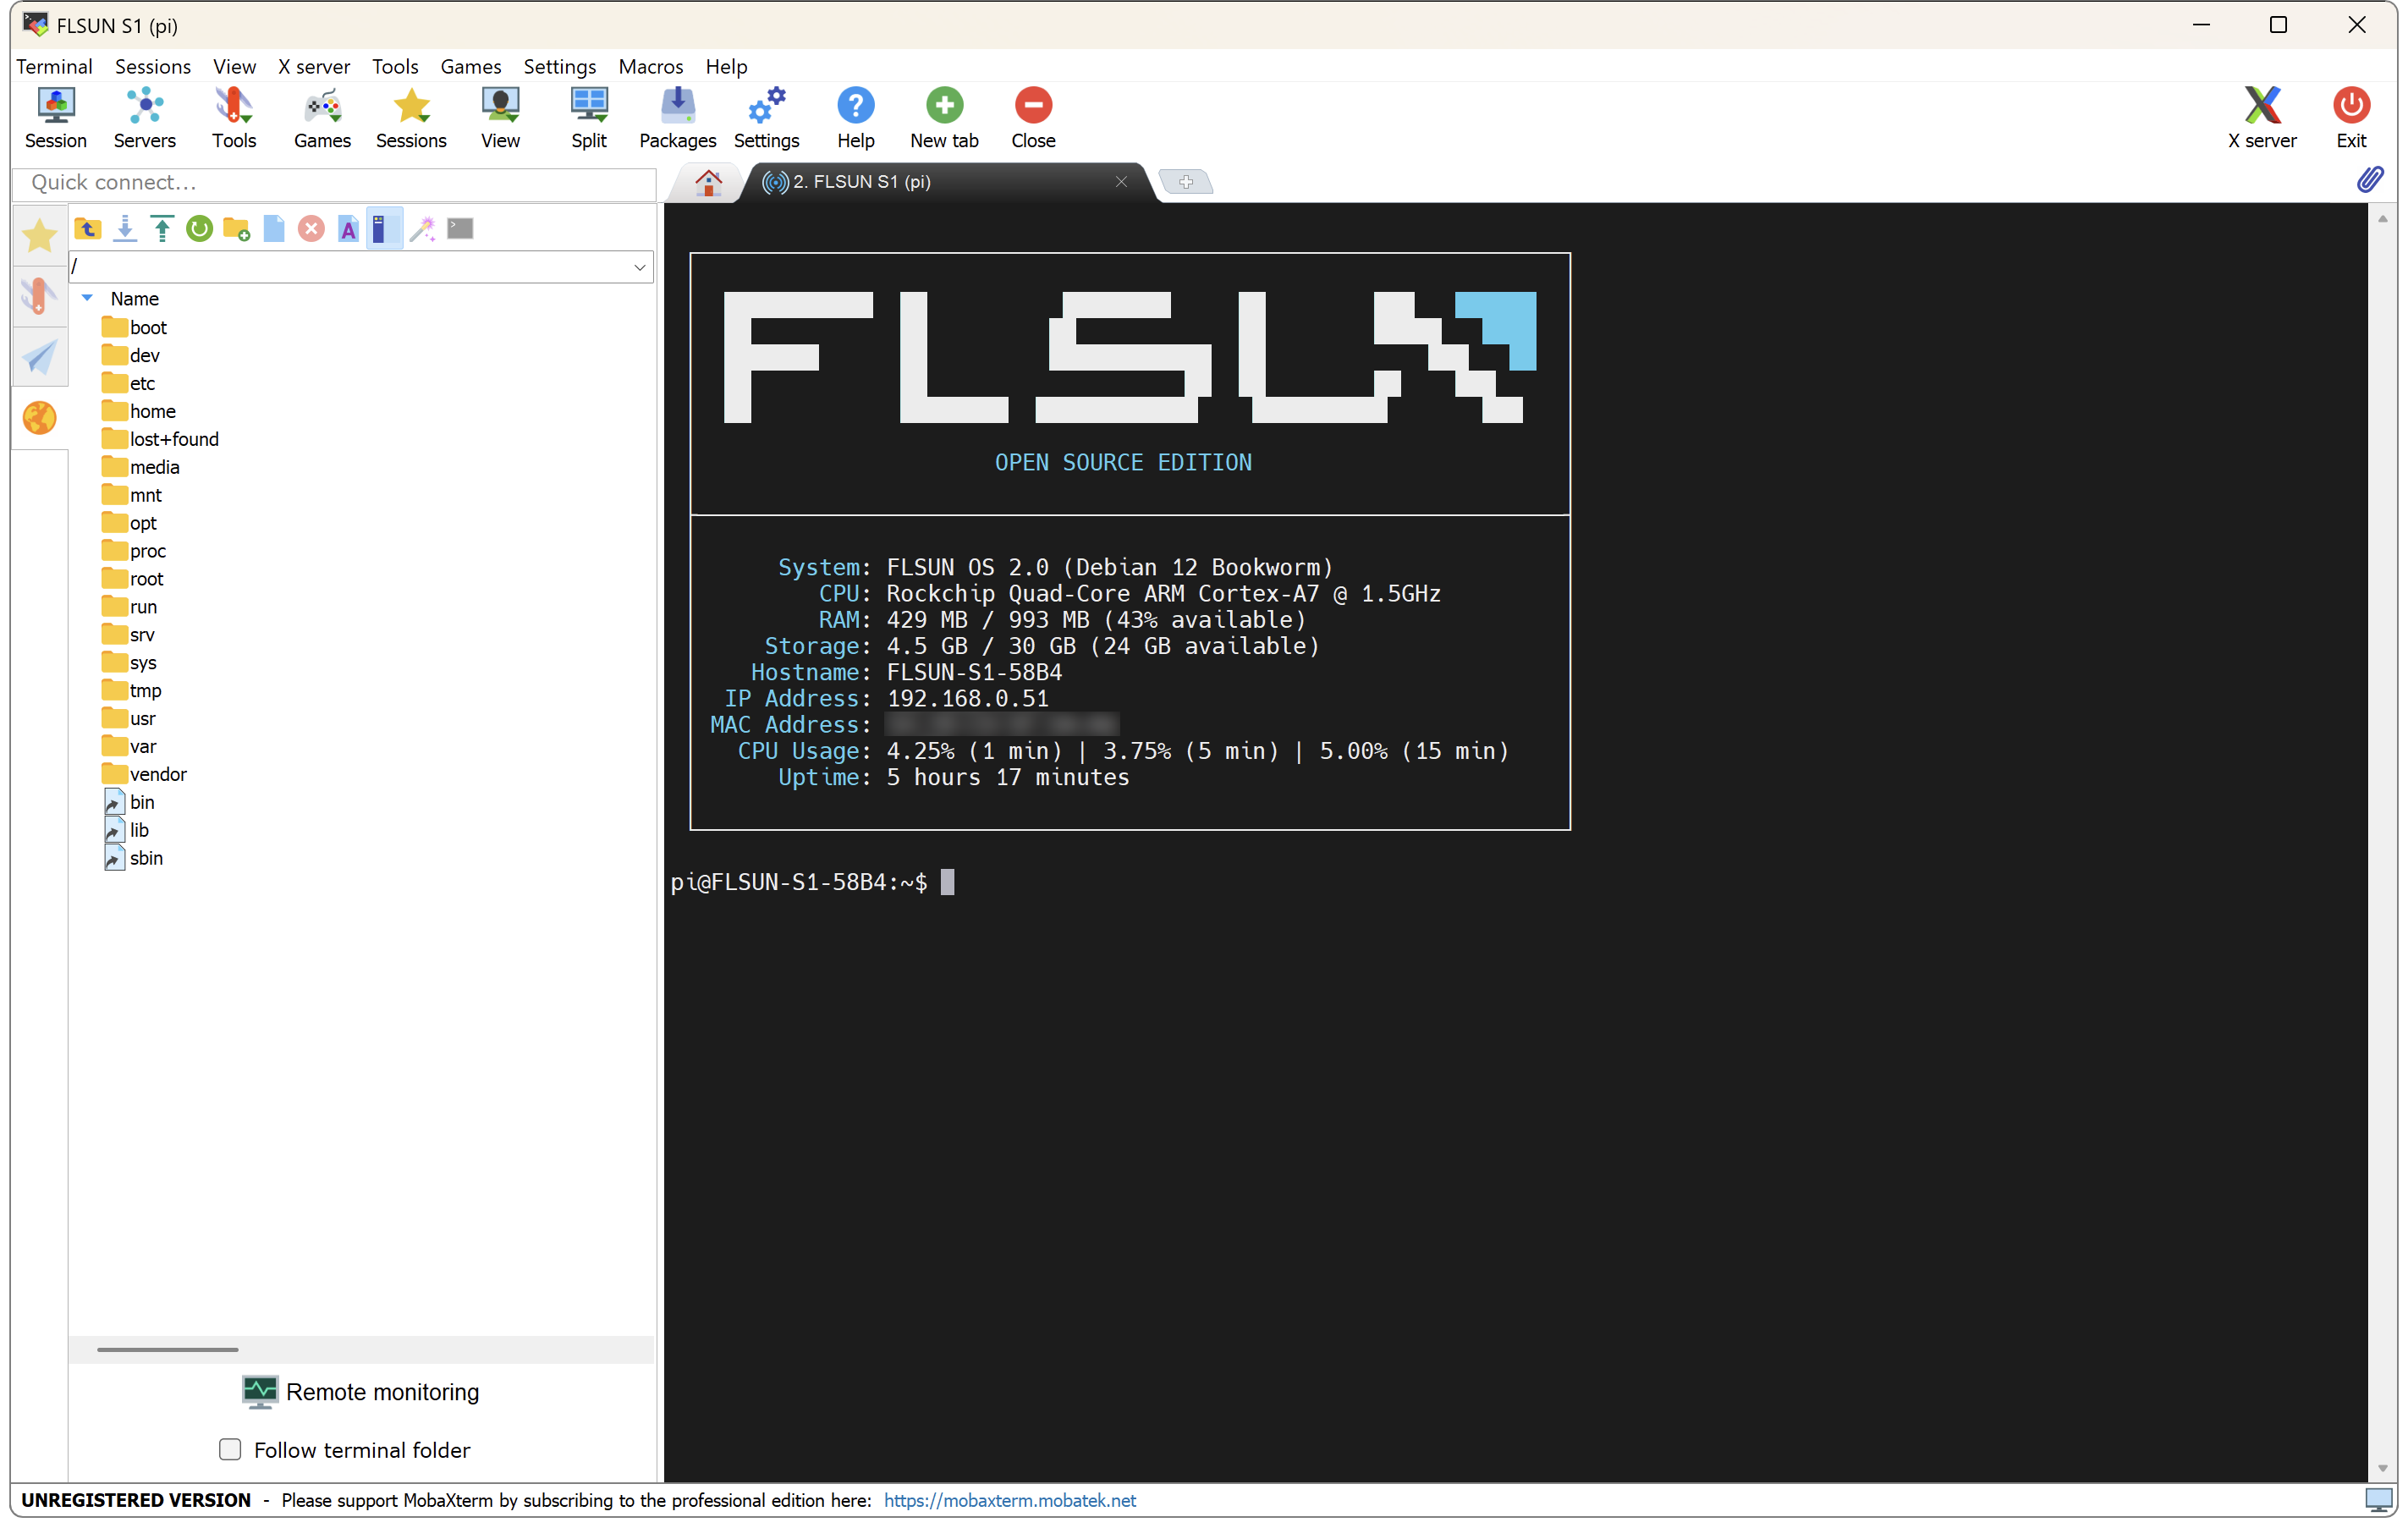 FLSUN S1 (pi)
Terminal Sessions View X server Tools Games Settings Macros Help
Session Servers Tools Games Sessions View Split Packages Settings Help New tab Close X server Exit
Quick connect...
2. FLSUN S1 (pi)
/
Name
boot
dev
etc
home
lost+found
media
mnt
opt
proc
root
run
srv
sys
tmp
usr
var
vendor
bin
lib
sbin
Remote monitoring
Follow terminal folder
FLSUN
OPEN SOURCE EDITION
System: FLSUN OS 2.0 (Debian 12 Bookworm)
CPU: Rockchip Quad-Core ARM Cortex-A7 @ 1.5GHz
RAM: 429 MB / 993 MB (43% available)
Storage: 4.5 GB / 30 GB (24 GB available)
Hostname: FLSUN-S1-58B4
IP Address: 192.168.0.51
MAC Address:
CPU Usage: 4.25% (1 min) | 3.75% (5 min) | 5.00% (15 min)
Uptime: 5 hours 17 minutes
pi@FLSUN-S1-58B4:~$
UNREGISTERED VERSION - Please support MobaXterm by subscribing to the professional edition here: https://mobaxterm.mobatek.net